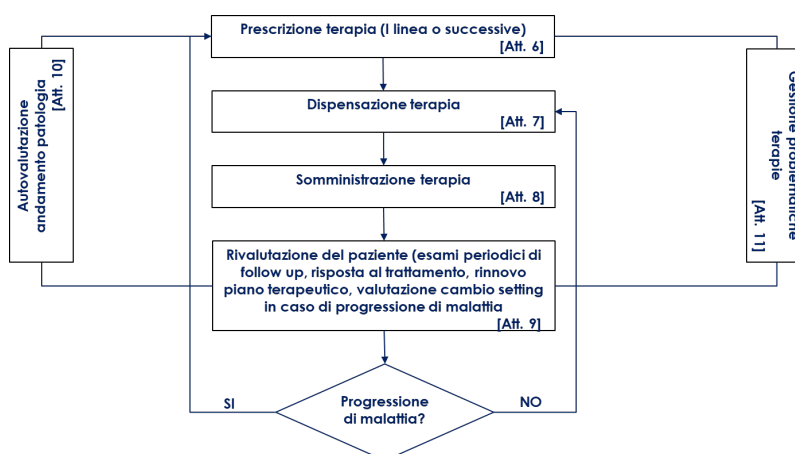 Prescrizione terapia (I linea o successive)
[Att. 6]
Autovalutazione
andamento patologia
[Att. 10]
Dispensazione terapia
[Att. 7]
Somministrazione terapia
[Att. 8]
Rivalutazione del paziente (esami periodici di
follow up, risposta al trattamento, rinnovo
piano terapeutico, valutazione cambio setting
in caso di progressione di malattia
[Att. 9]
Gestione problematiche
terapie
[Att. 11]
SI
Progressione
di malattia?
NO